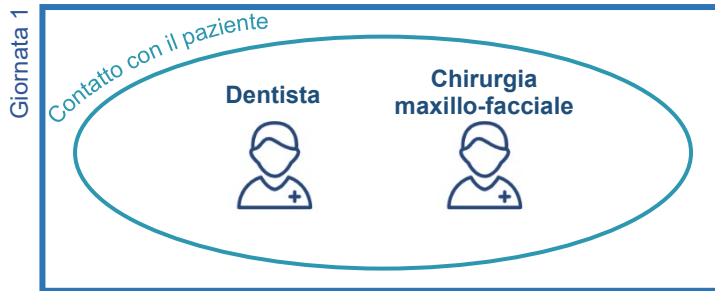 Giornata 1
Contatto con il paziente
Dentista
Chirurgia
maxillo-facciale